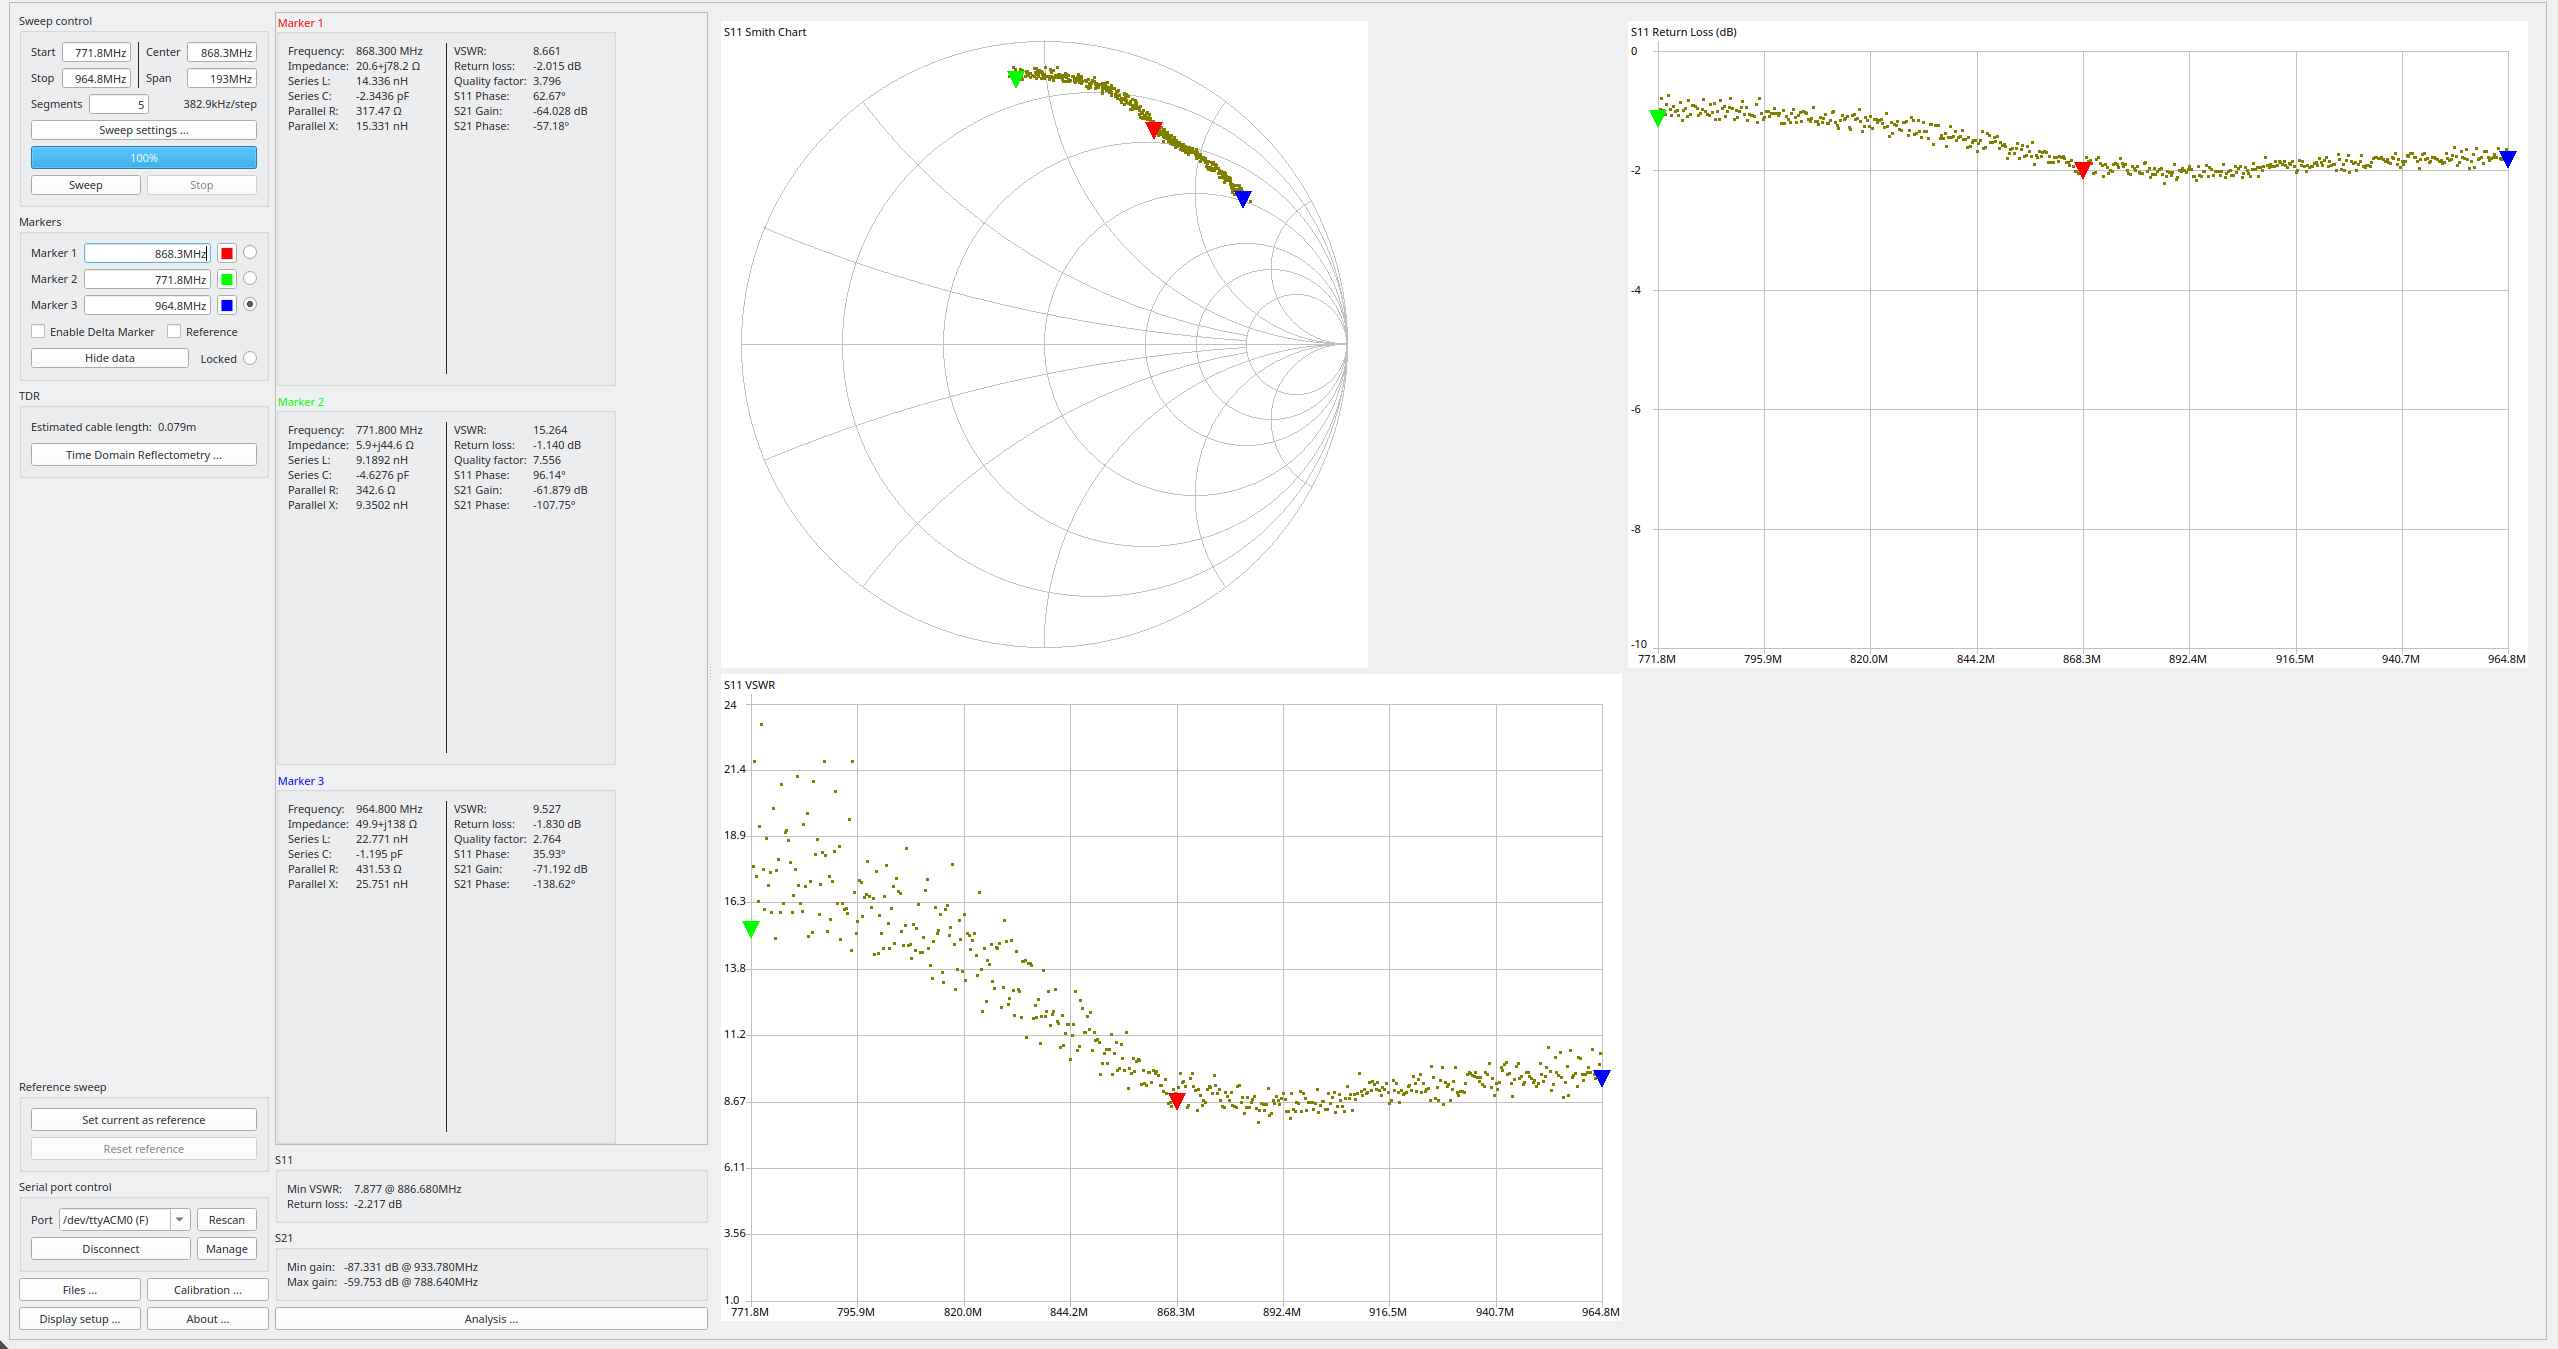 Sweep control
Start 771.8MHz Center 868.3MHz
Stop 964.8MHz Span 193MHz
Segments 5 382.9kHz/step
Sweep settings ...
100%
Sweep Stop
Markers
Marker 1 868.3MHz
Marker 2 771.8MHz
Marker 3 964.8MHz
Enable Delta Marker Reference
Hide data Locked
TDR
Estimated cable length: 0.079m
Time Domain Reflectometry ...
Reference sweep
Set current as reference
Reset reference
Serial port control
Port /dev/ttyACM0 (F) Rescan
Disconnect Manage
Files ... Calibration ...
Display setup ... About ...
Marker 1
Frequency: 868.300 MHz VSWR: 8.661
Impedance: 20.6+j78.2 Ω Return loss: -2.015 dB
Series L: 14.336 nH Quality factor: 3.796
Series C: -2.3436 pF S11 Phase: 62.67°
Parallel R: 317.47 Ω S21 Gain: -64.028 dB
Parallel X: 15.331 nH S21 Phase: -57.18°
Marker 2
Frequency: 771.800 MHz VSWR: 15.264
Impedance: 5.9+j44.6 Ω Return loss: -1.140 dB
Series L: 9.1892 nH Quality factor: 7.556
Series C: -4.6276 pF S11 Phase: 96.14°
Parallel R: 342.6 Ω S21 Gain: -61.879 dB
Parallel X: 9.3502 nH S21 Phase: -107.75°
Marker 3
Frequency: 964.800 MHz VSWR: 9.527
Impedance: 49.9+j138 Ω Return loss: -1.830 dB
Series L: 22.771 nH Quality factor: 2.764
Series C: -1.195 pF S11 Phase: 35.93°
Parallel R: 431.53 Ω S21 Gain: -71.192 dB
Parallel X: 25.751 nH S21 Phase: -138.62°
S11
Min VSWR: 7.877 @ 886.680MHz
Return loss: -2.217 dB
S21
Min gain: -87.331 dB @ 933.780MHz
Max gain: -59.753 dB @ 788.640MHz
Analysis ...
S11 Smith Chart
S11 Return Loss (dB)
0
-2
-4
-6
-8
-10
771.8M 795.9M 820.0M 844.2M 868.3M 892.4M 916.5M 940.7M 964.8M
S11 VSWR
24
21.4
18.9
16.3
13.8
11.2
8.67
6.11
3.56
1.0
771.8M 795.9M 820.0M 844.2M 868.3M 892.4M 916.5M 940.7M 964.8M